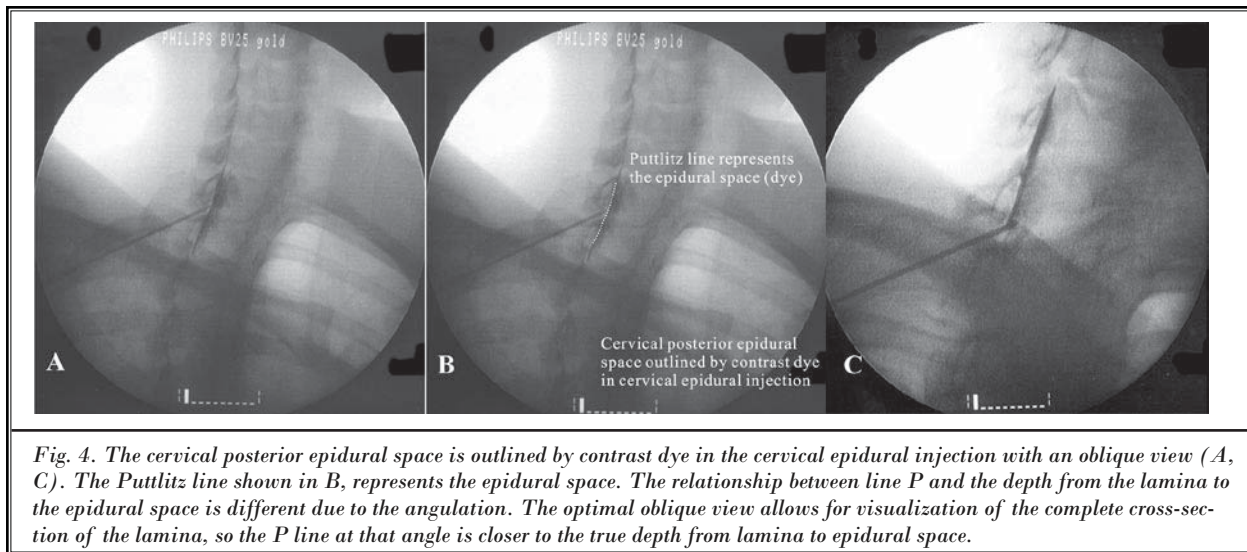 PHILIPS BV25 gold
PHILIPS BV25 gold
Puttlitz line represents
the epidural space (dye)
Cervical posterior epidural
space outlined by contrast dye
in cervical epidural injection
A
B
C
Fig. 4. The cervical posterior epidural space is outlined by contrast dye in the cervical epidural injection with an oblique view (A,
C). The Puttlitz line shown in B, represents the epidural space. The relationship between line P and the depth from the lamina to
the epidural space is different due to the angulation. The optimal oblique view allows for visualization of the complete cross-sec-
tion of the lamina, so the P line at that angle is closer to the true depth from lamina to epidural space.